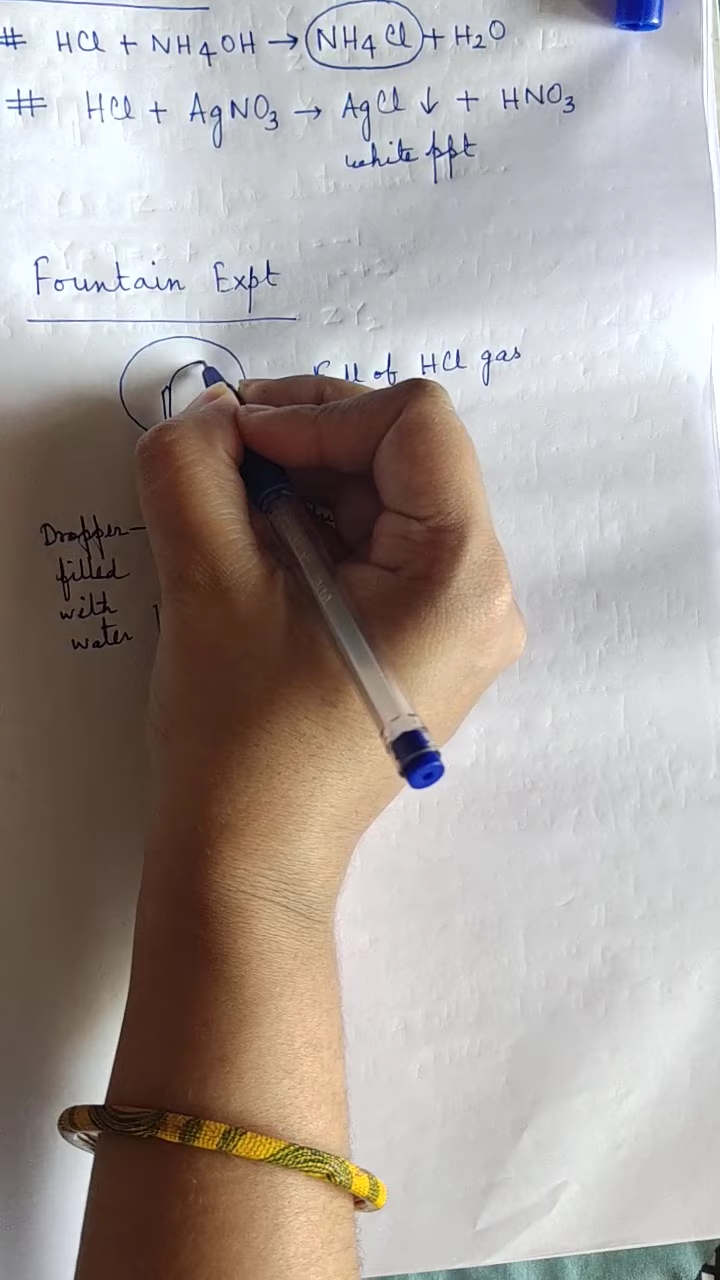 # HCl + NH4OH → NH4Cl + H2O
# HCl + AgNO3 → AgCl ↓ + HNO3
white ppt
Fountain Expt
of HCl gas
Dropper
filled
with
water